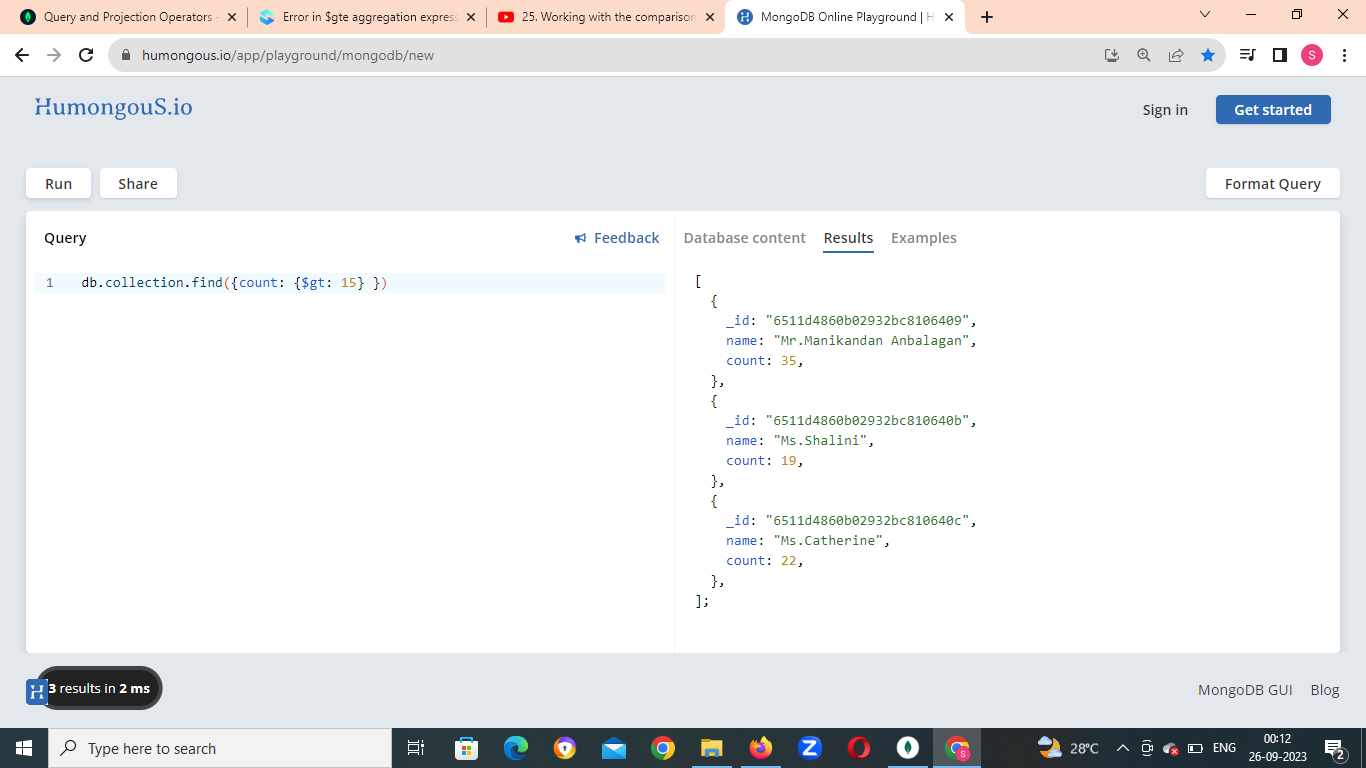 Query and Projection Operators
Error in $gte aggregation express
25. Working with the comparison
MongoDB Online Playground | H
humongous.io/app/playground/mongodb/new
S
HumongouS.io
Sign in
Get started
Run
Share
Format Query
Query
Feedback
Database content
Results
Examples
1 db.collection.find({count: {$gt: 15} })
[
{
_id: "6511d4860b02932bc8106409",
name: "Mr.Manikandan Anbalagan",
count: 35,
},
{
_id: "6511d4860b02932bc810640b",
name: "Ms.Shalini",
count: 19,
},
{
_id: "6511d4860b02932bc810640c",
name: "Ms.Catherine",
count: 22,
},
];
H
3 results in 2 ms
MongoDB GUI
Blog
Type here to search
28°C
ENG
00:12
26-09-2023
2